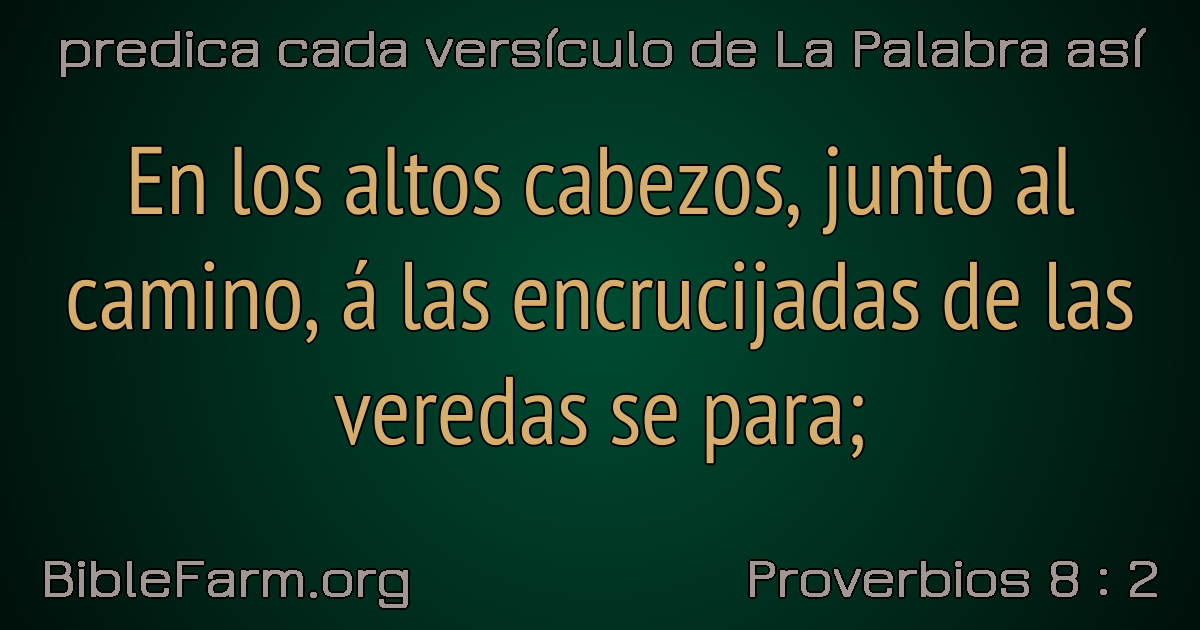 predica cada versículo de La Palabra así
En los altos cabezos, junto al
camino, á las encrucijadas de las
veredas se para;
BibleFarm.org
Proverbios 8 : 2